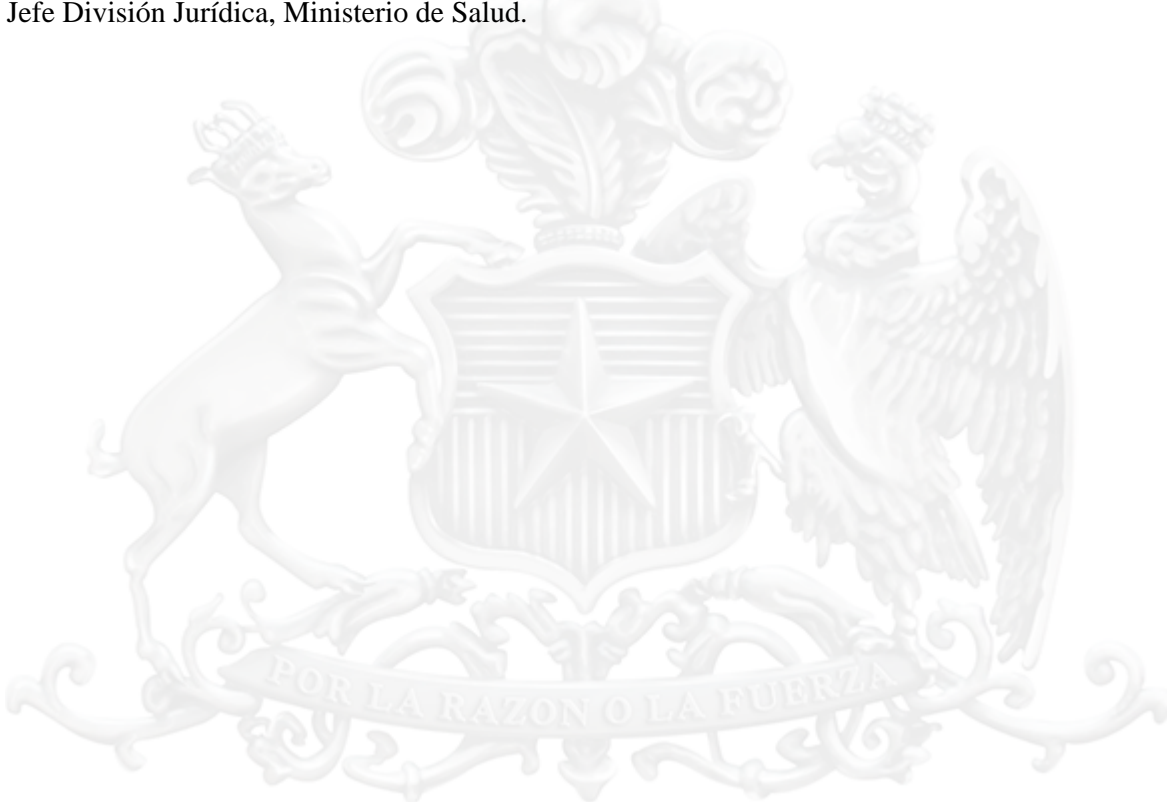 Jefe División Jurídica, Ministerio de Salud.
POR LA RAZON O LA FUERZA